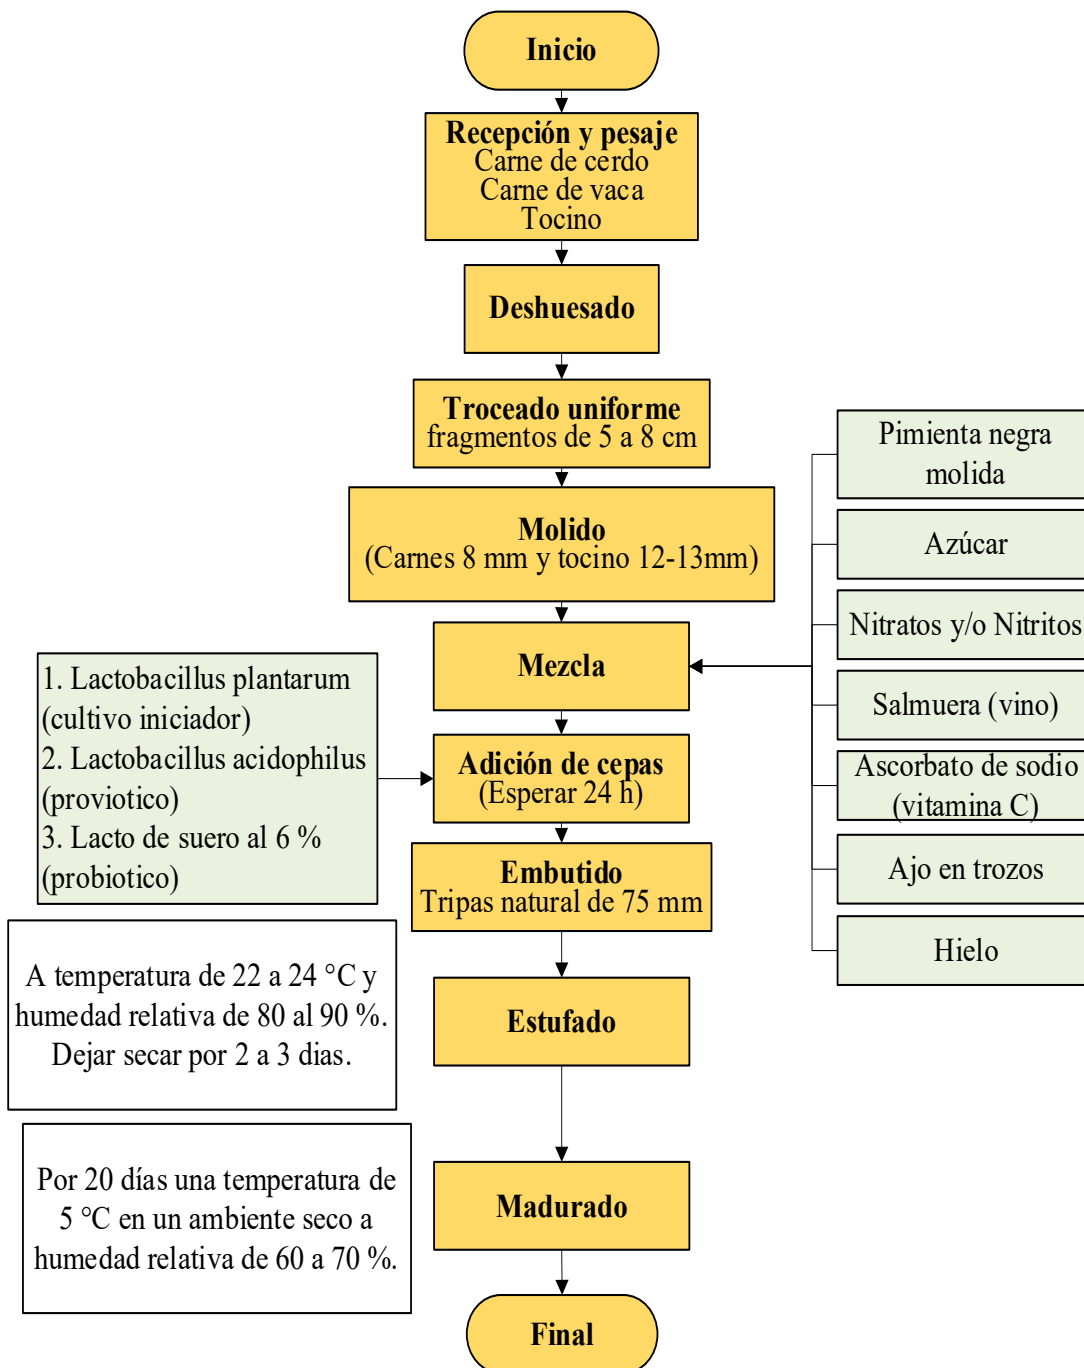 Inicio
Recepción y pesaje
Carne de cerdo
Carne de vaca
Tocino
Deshuesado
Troceado uniforme
fragmentos de 5 a 8 cm
Molido
(Carnes 8 mm y tocino 12-13mm)
Mezcla
Pimienta negra
molida
Azúcar
Nitratos y/o Nitritos
Salmuera (vino)
Ascorbato de sodio
(vitamina C)
Ajo en trozos
Hielo
1. Lactobacillus plantarum
(cultivo iniciador)
2. Lactobacillus acidophilus
(proviotico)
3. Lacto de suero al 6 %
(probiotico)
Adición de cepas
(Esperar 24 h)
Embutido
Tripas natural de 75 mm
A temperatura de 22 a 24 °C y
humedad relativa de 80 al 90 %.
Dejar secar por 2 a 3 dias.
Estufado
Por 20 días una temperatura de
5 °C en un ambiente seco a
humedad relativa de 60 a 70 %.
Madurado
Final